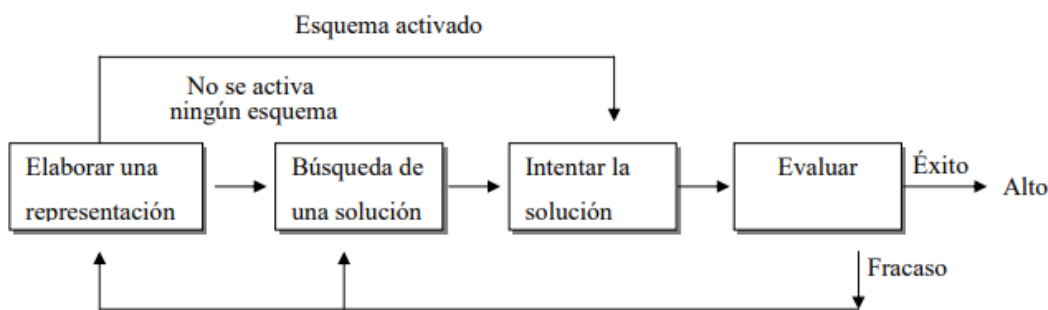 Esquema activado
No se activa
ningún esquema
Elaborar una
representación
Búsqueda de
una solución
Intentar la
solución
Evaluar
Éxito
Alto
Fracaso